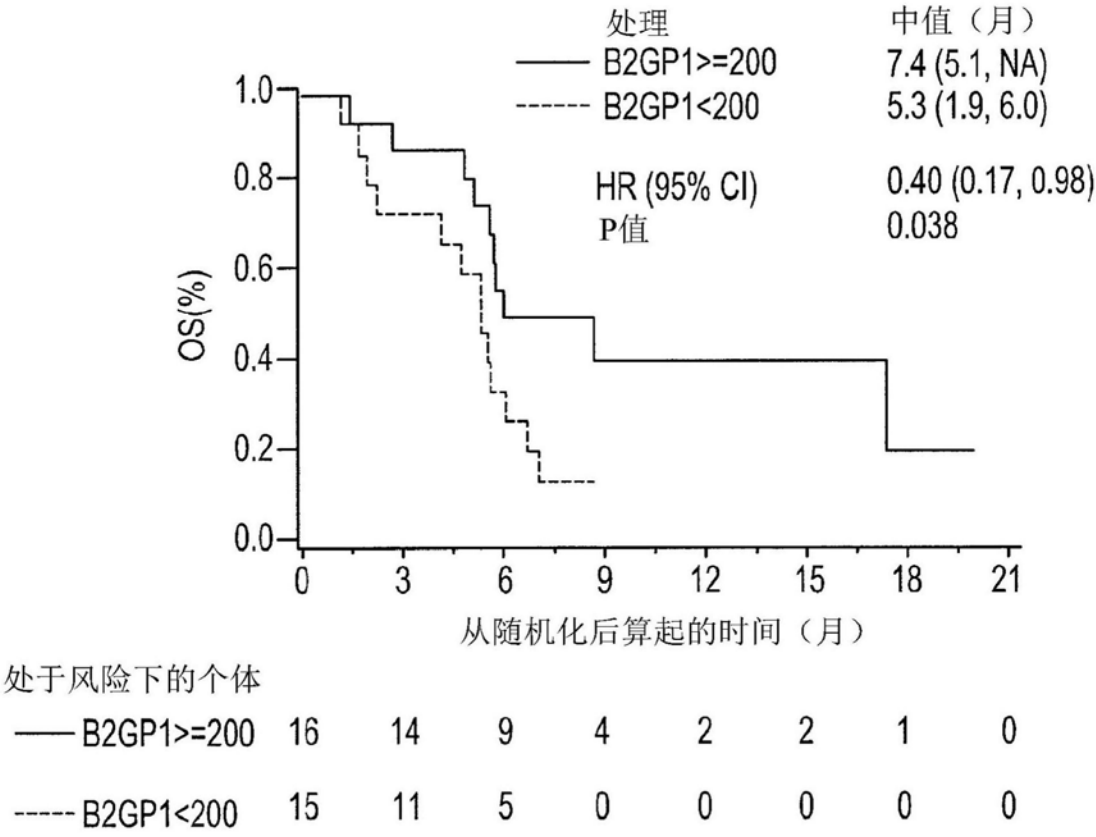 处理 中值（月）
B2GP1>=200 7.4 (5.1, NA)
B2GP1<200 5.3 (1.9, 6.0)
HR (95% CI) 0.40 (0.17, 0.98)
P值 0.038
OS(%)
1.0
0.8
0.6
0.4
0.2
0.0
0 3 6 9 12 15 18 21
从随机化后算起的时间（月）
处于风险下的个体
B2GP1>=200 16 14 9 4 2 2 1 0
B2GP1<200 15 11 5 0 0 0 0 0